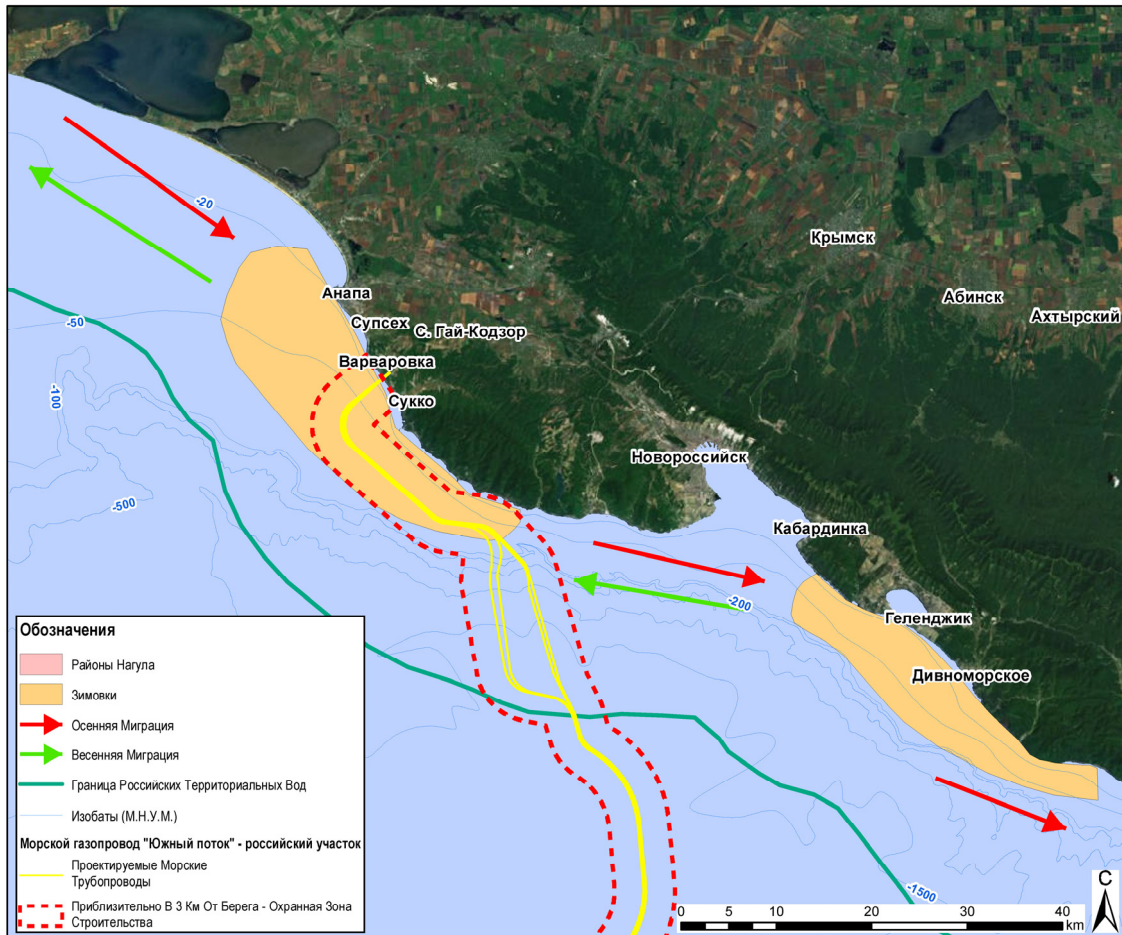 -20
Крымск
Анапа
Абинск
Супсех
Ахтырский
-50
С. Гай-Кодзор
Варваровка
-100
Сукко
Новороссийск
-500
Кабардинка
-200
Геленджик
Дивноморское
-1500
Обозначения
Районы Нагула
Зимовки
Осенняя Миграция
Весенняя Миграция
Граница Российских Территориальных Вод
Изобаты (М.Н.У.М.)
Морской газопровод "Южный поток" - российский участок
Проектируемые Морские
Трубопроводы
Приблизительно В 3 Км От Берега - Охранная Зона
Строительства
С
0 5 10 20 30 40
km